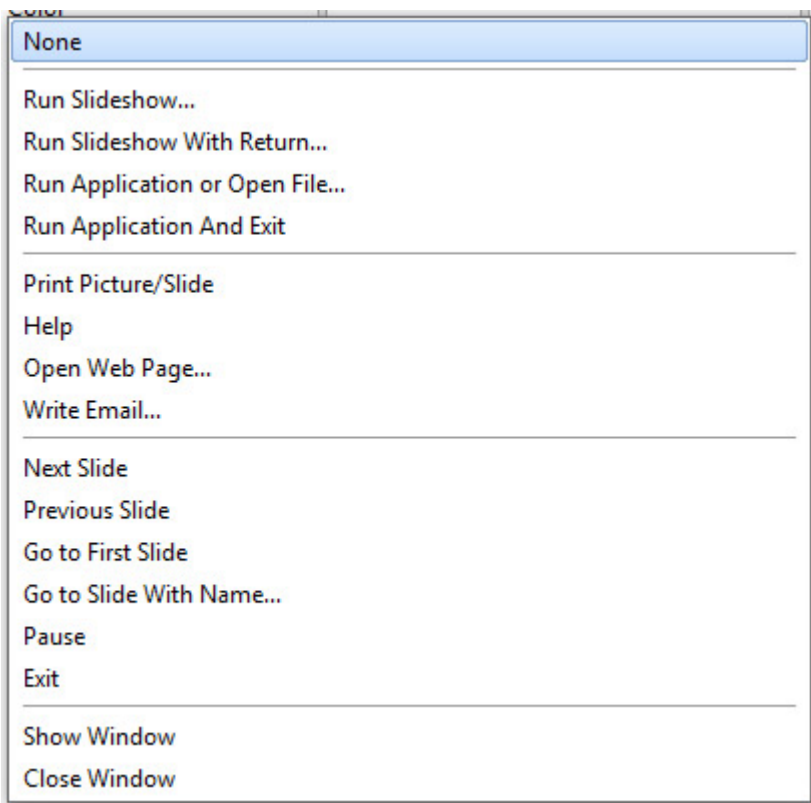 Color
None
Run Slideshow...
Run Slideshow With Return...
Run Application or Open File...
Run Application And Exit
Print Picture/Slide
Help
Open Web Page...
Write Email...
Next Slide
Previous Slide
Go to First Slide
Go to Slide With Name...
Pause
Exit
Show Window
Close Window